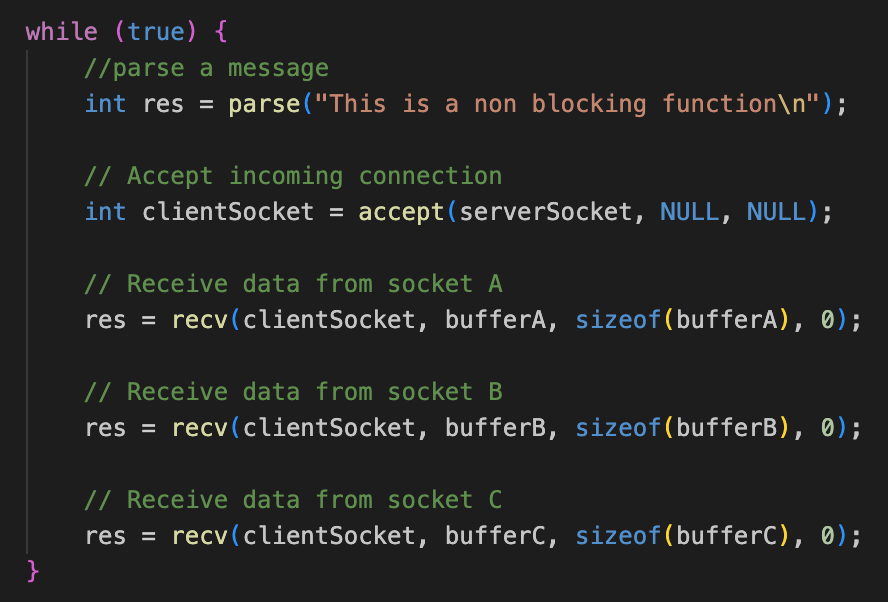 while (true) {
//parse a message
int res = parse("This is a non blocking function\n");
// Accept incoming connection
int clientSocket = accept(serverSocket, NULL, NULL);
// Receive data from socket A
res = recv(clientSocket, bufferA, sizeof(bufferA), 0);
// Receive data from socket B
res = recv(clientSocket, bufferB, sizeof(bufferB), 0);
// Receive data from socket C
res = recv(clientSocket, bufferC, sizeof(bufferC), 0);
}